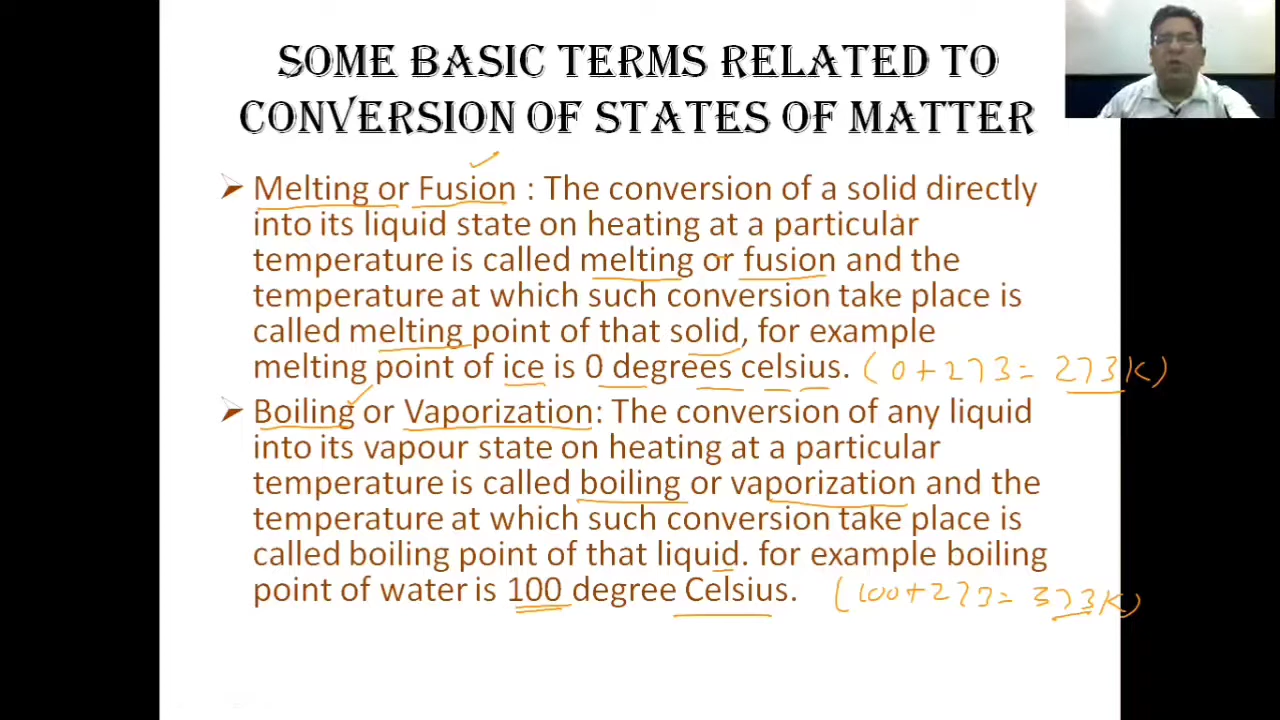 SOME BASIC TERMS RELATED TO
CONVERSION OF STATES OF MATTER
➢ Melting or Fusion : The conversion of a solid directly
into its liquid state on heating at a particular
temperature is called melting or fusion and the
temperature at which such conversion take place is
called melting point of that solid, for example
melting point of ice is 0 degrees celsius. (0+273= 273K)
➢ Boiling or Vaporization: The conversion of any liquid
into its vapour state on heating at a particular
temperature is called boiling or vaporization and the
temperature at which such conversion take place is
called boiling point of that liquid. for example boiling
point of water is 100 degree Celsius. (100+273= 373K)